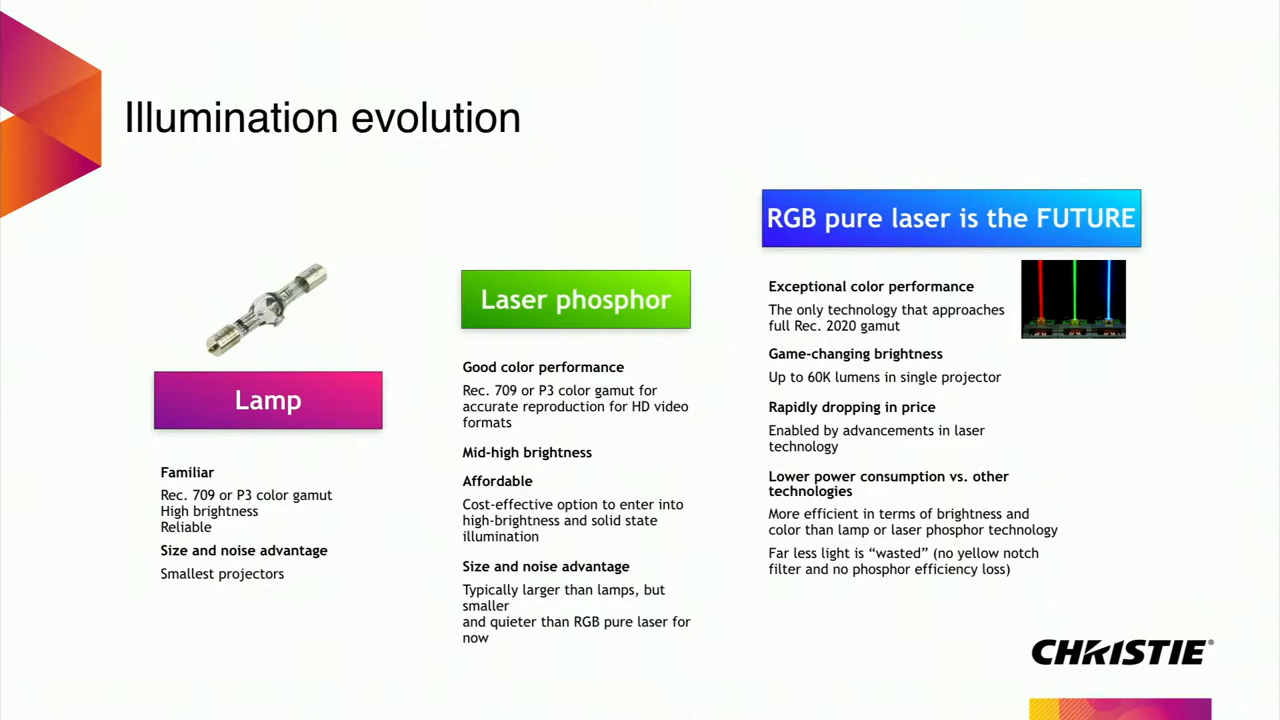 Illumination evolution
Lamp
Familiar
Rec. 709 or P3 color gamut
High brightness
Reliable
Size and noise advantage
Smallest projectors
Laser phosphor
Good color performance
Rec. 709 or P3 color gamut for
accurate reproduction for HD video
formats
Mid-high brightness
Affordable
Cost-effective option to enter into
high-brightness and solid state
illumination
Size and noise advantage
Typically larger than lamps, but
smaller
and quieter than RGB pure laser for
now
RGB pure laser is the FUTURE
Exceptional color performance
The only technology that approaches
full Rec. 2020 gamut
Game-changing brightness
Up to 60K lumens in single projector
Rapidly dropping in price
Enabled by advancements in laser
technology
Lower power consumption vs. other
technologies
More efficient in terms of brightness and
color than lamp or laser phosphor technology
Far less light is “wasted” (no yellow notch
filter and no phosphor efficiency loss)
CHRISTIE®